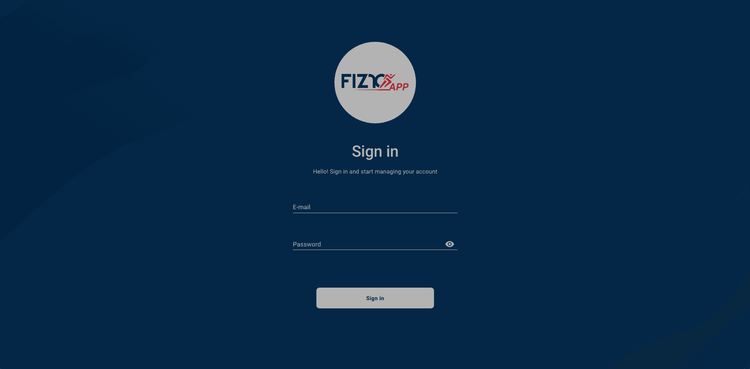 FIZYO APP
Sign in
Hello! Sign in and start managing your account
E-mail
Password
Sign in